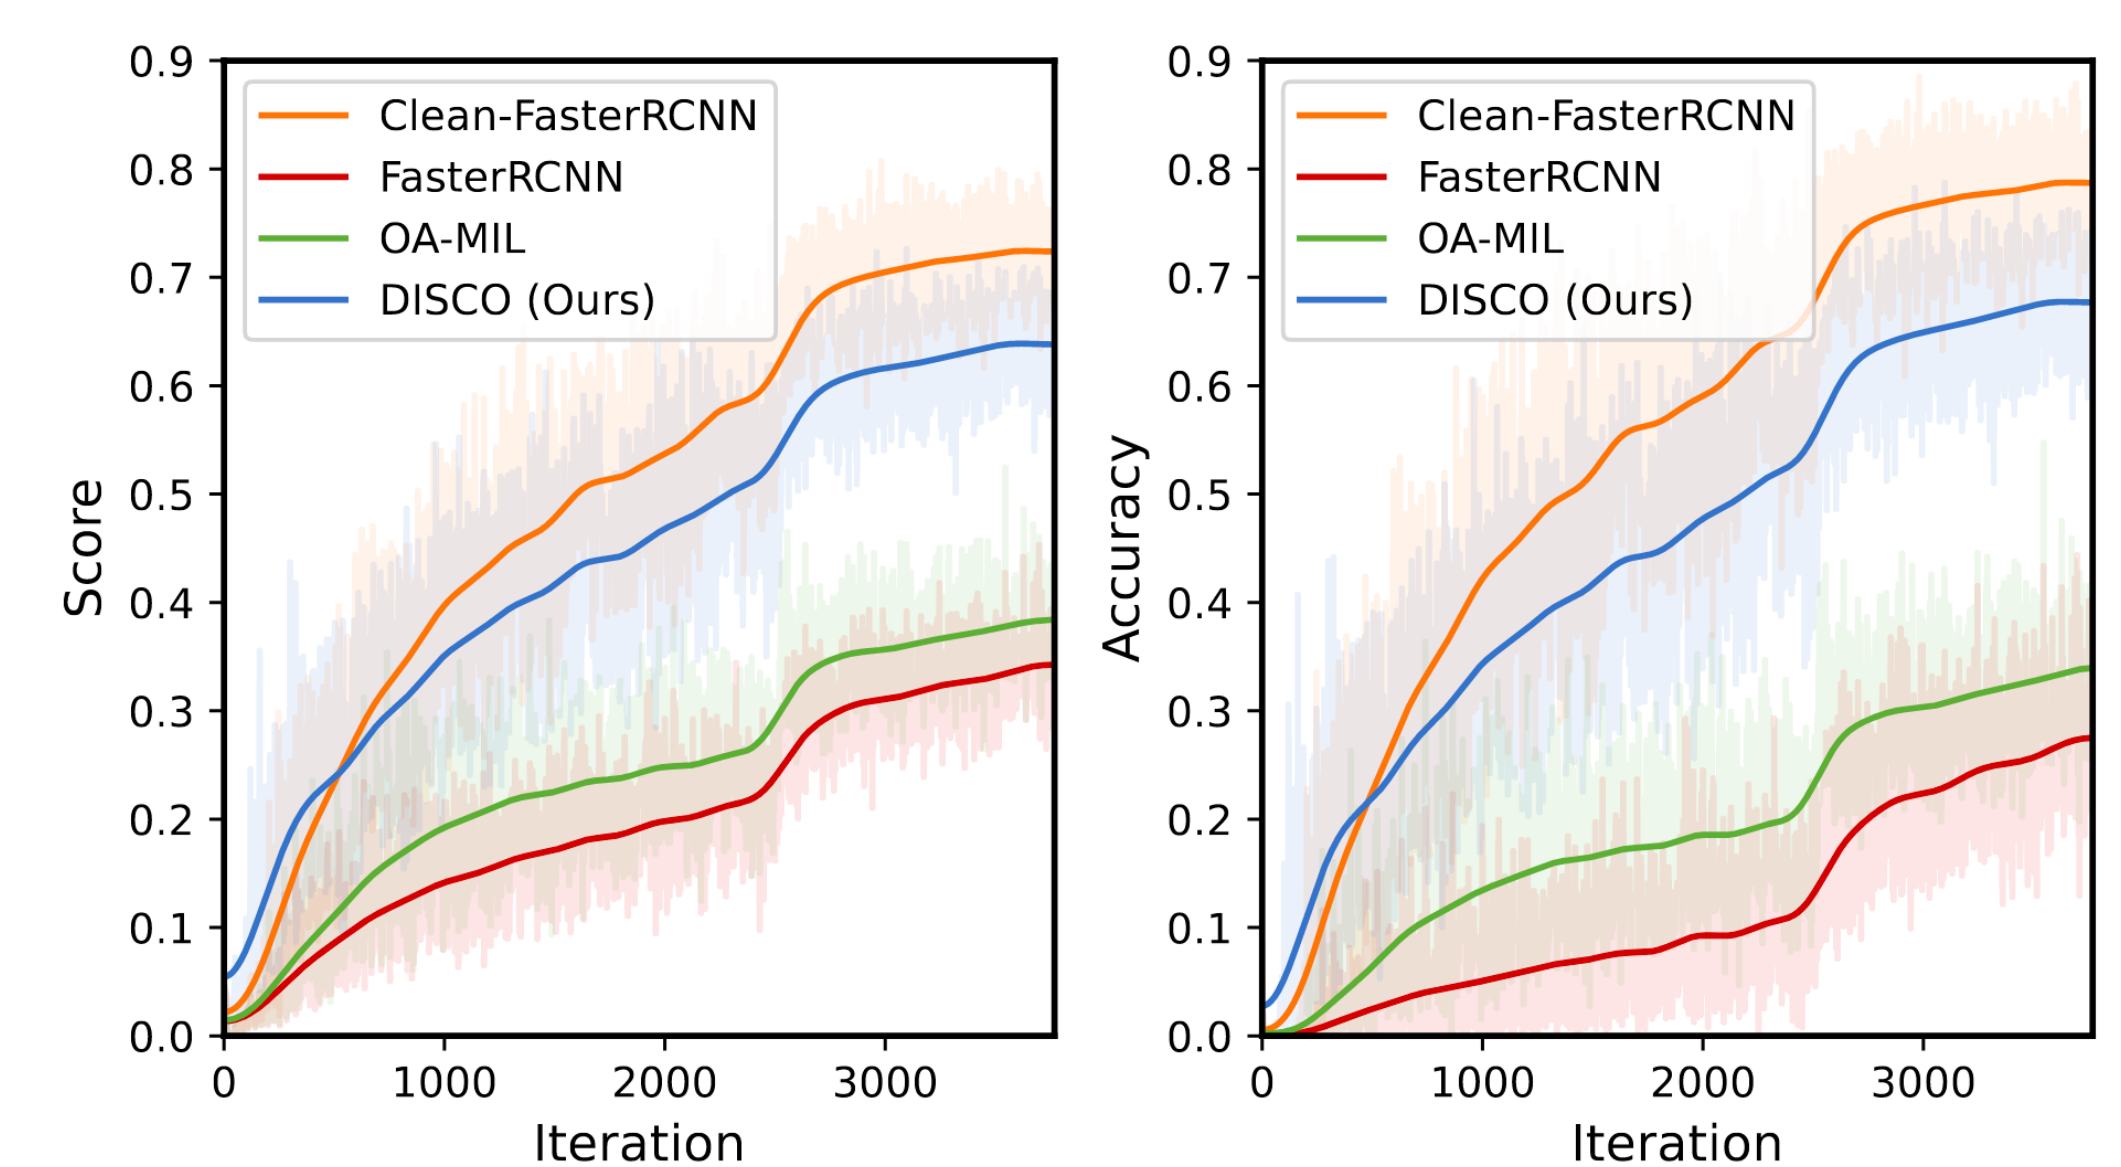 0.9
0.8
0.7
0.6
0.5
0.4
0.3
0.2
0.1
0.0
Score
Clean-FasterRCNN
FasterRCNN
OA-MIL
DISCO (Ours)
0 1000 2000 3000
Iteration
0.9
0.8
0.7
0.6
0.5
0.4
0.3
0.2
0.1
0.0
Accuracy
Clean-FasterRCNN
FasterRCNN
OA-MIL
DISCO (Ours)
0 1000 2000 3000
Iteration